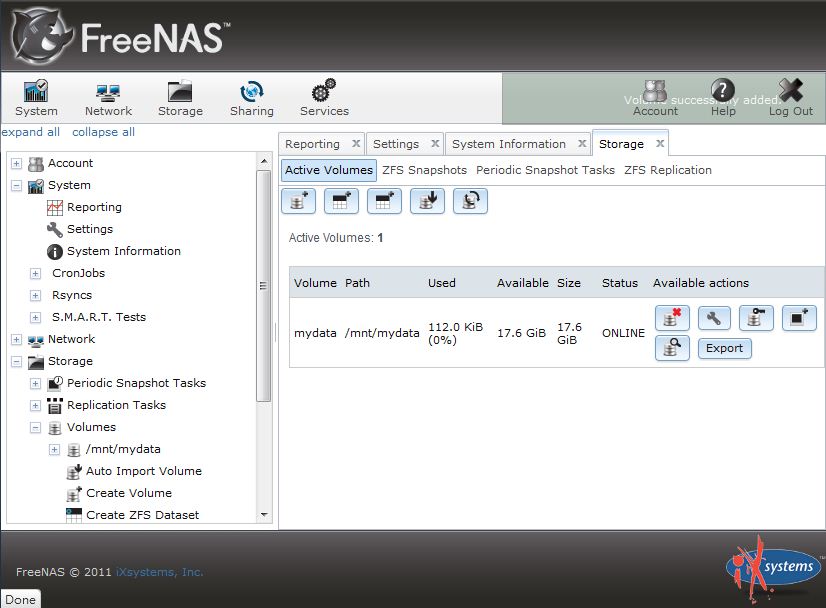 FreeNAS™
System Network Storage Sharing Services
Volume successfully added.
Account Help Log Out
expand all collapse all
Account
System
Reporting
Settings
System Information
CronJobs
Rsyncs
S.M.A.R.T. Tests
Network
Storage
Periodic Snapshot Tasks
Replication Tasks
Volumes
/mnt/mydata
Auto Import Volume
Create Volume
Create ZFS Dataset
Reporting Settings System Information Storage
Active Volumes ZFS Snapshots Periodic Snapshot Tasks ZFS Replication
Active Volumes: 1
Volume Path Used Available Size Status Available actions
mydata /mnt/mydata 112.0 KiB (0%) 17.6 GiB 17.6 GiB ONLINE
Export
FreeNAS © 2011 iXsystems, Inc.
iXsystems™
Done